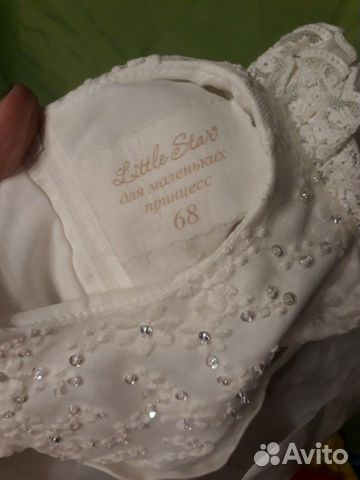 Little Star
для маленьких
принцесс
68
Avito